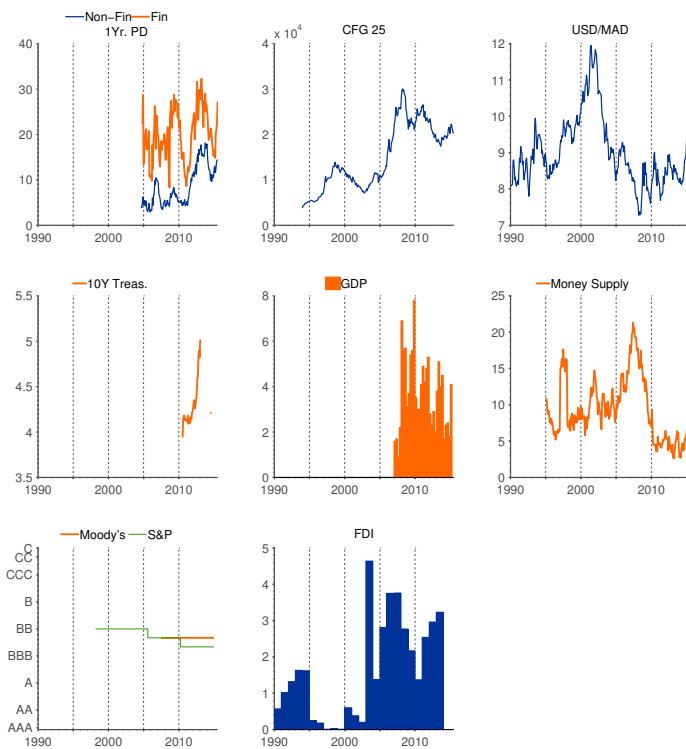 Non−Fin Fin
1Yr. PD
40
30
20
10
0
1990 2000 2010
x 10⁴ CFG 25
4
3
2
1
0
1990 2000 2010
USD/MAD
12
11
10
9
8
7
1990 2000 2010
10Y Treas.
5.5
5
4.5
4
3.5
1990 2000 2010
GDP
8
6
4
2
0
1990 2000 2010
Money Supply
25
20
15
10
5
0
1990 2000 2010
Moody's S&P
C
CC
CCC
B
BB
BBB
A
AA
AAA
1990 2000 2010
FDI
5
4
3
2
1
0
1990 2000 2010